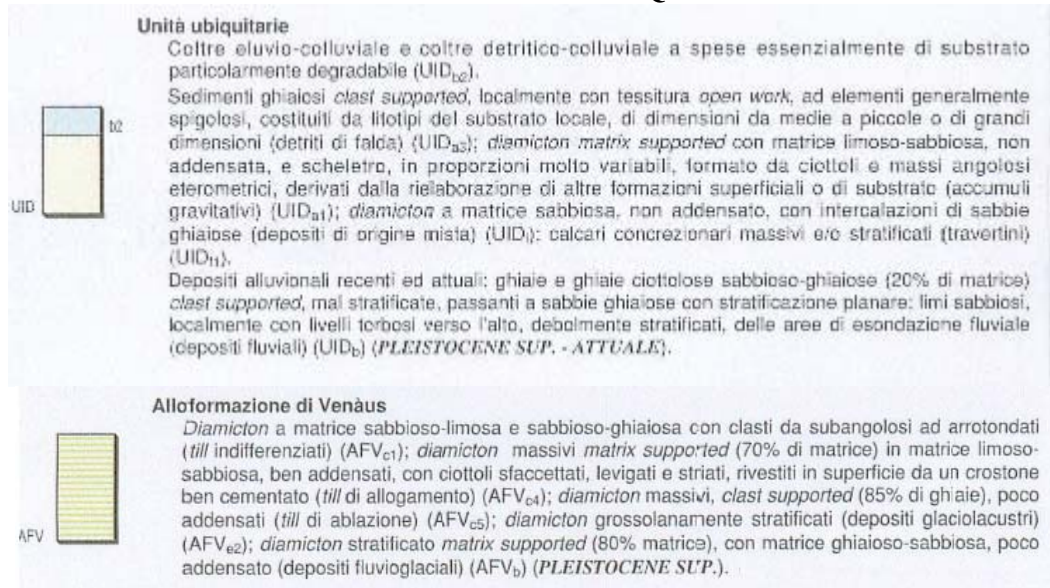 Unità ubiquitarie
Coltre eluvio-colluviale e coltre detritico-colluviale a spese essenzialmente di substrato
particolarmente degradabile (UIDb2).
Sedimenti ghiaiosi clast supported, localmente con tessitura open work, ad elementi generalmente
spigolosi, costituiti da litotipi del substrato locale, di dimensioni da medie a piccole o di grandi
b2
dimensioni (detriti di falda) (UIDa3); diamicton matrix supported con matrice limoso-sabbiosa, non
addensata, e scheletro, in proporzioni molto variabili, formato da ciottoli e massi angolosi
eterometrici, derivati dalla rielaborazione di altre formazioni superficiali o di substrato (accumuli
UID
gravitativi) (UIDa1); diamicton a matrice sabbiosa, non addensato, con intercalazioni di sabbie
ghiaiose (depositi di origine mista) (UIDi); calcari concrezionari massivi e/o stratificati (travertini)
(UIDf1).
Depositi alluvionali recenti ed attuali: ghiaie e ghiaie ciottolose sabbioso-ghiaiose (20% di matrice)
clast supported, mal stratificate, passanti a sabbie ghiaiose con stratificazione planare; limi sabbiosi,
localmente con livelli torbosi verso l'alto, debolmente stratificati, delle aree di esondazione fluviale
(depositi fluviali) (UIDb) (PLEISTOCENE SUP. - ATTUALE).
Alloformazione di Venàus
Diamicton a matrice sabbioso-limosa e sabbioso-ghiaiosa con clasti da subangolosi ad arrotondati
(till indifferenziati) (AFVc1); diamicton massivi matrix supported (70% di matrice) in matrice limoso-
sabbiosa, ben addensati, con ciottoli sfaccettati, levigati e striati, rivestiti in superficie da un crostone
ben cementato (till di allogamento) (AFVc4); diamicton massivi, clast supported (85% di ghiaie), poco
addensati (till di ablazione) (AFVc5); diamicton grossolanamente stratificati (depositi glaciolacustri)
AFV
(AFVe2); diamicton stratificato matrix supported (80% matrice), con matrice ghiaioso-sabbiosa, poco
addensato (depositi fluvioglaciali) (AFVb) (PLEISTOCENE SUP.).